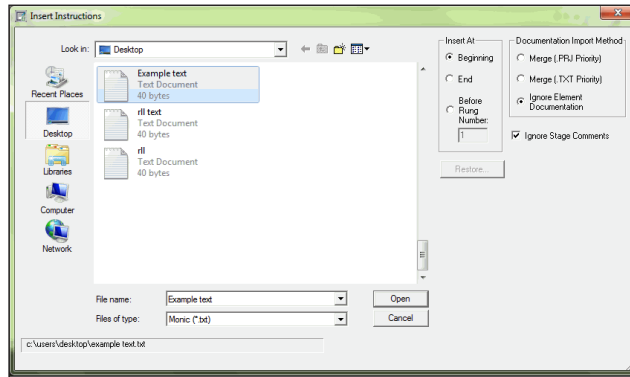 Insert Instructions
Look in:
Desktop
Recent Places
Desktop
Libraries
Computer
Network
Example text
Text Document
40 bytes
rll text
Text Document
40 bytes
rll
Text Document
40 bytes
File name:
Example text
Open
Files of type:
Monic (*.txt)
Cancel
c:\users\desktop\example text.txt
Insert At
Beginning
End
Before
Rung
Number:
1
Restore...
Documentation Import Method
Merge (.PRJ Priority)
Merge (.TXT Priority)
Ignore Element
Documentation
Ignore Stage Comments